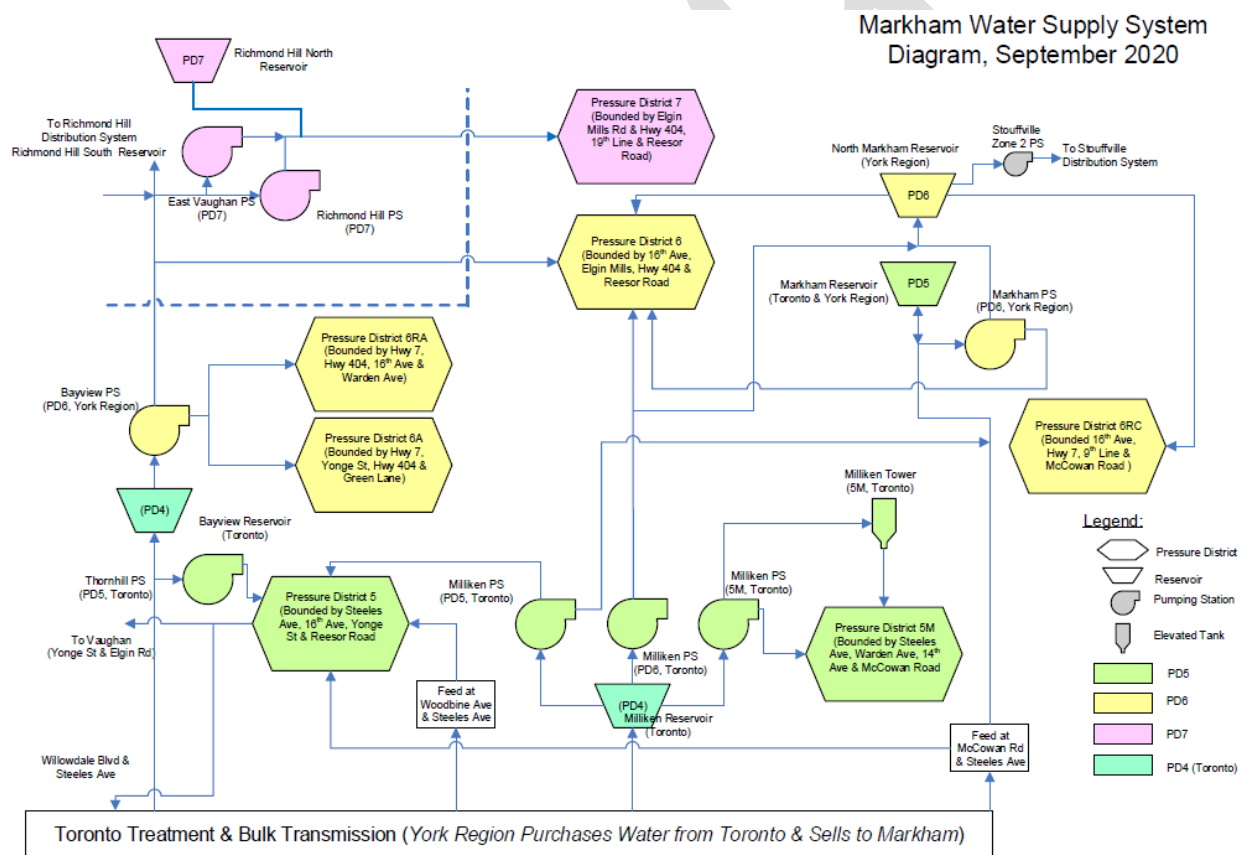 Markham Water Supply System
Diagram, September 2020
PD7
Richmond Hill North
Reservoir
To Richmond Hill
Distribution System
Richmond Hill South Reservoir
East Vaughan PS
(PD7)
Richmond Hill PS
(PD7)
Pressure District 7
(Bounded by Elgin
Mills Rd & Hwy 404,
19th Line & Reesor
Road)
North Markham Reservoir
(York Region)
PD6
Stouffville
Zone 2 PS
To Stouffville
Distribution System
Pressure District 6
(Bounded by 16th Ave,
Elgin Mills, Hwy 404 &
Reesor Road
Markham Reservoir
(Toronto & York Region)
PD5
Markham PS
(PD6, York Region)
Bayview PS
(PD6, York Region)
Pressure District 6RA
(Bounded by Hwy 7,
Hwy 404, 16th Ave &
Warden Ave)
Pressure District 6A
(Bounded by Hwy 7,
Yonge St, Hwy 404 &
Green Lane)
Pressure District 6RC
(Bounded 16th Ave,
Hwy 7, 9th Line &
McCowan Road )
(PD4)
Bayview Reservoir
(Toronto)
Thornhill PS
(PD5, Toronto)
To Vaughan
(Yonge St & Elgin Rd)
Pressure District 5
(Bounded by Steeles
Ave, 16th Ave, Yonge
St & Reesor Road)
Milliken PS
(PD5, Toronto)
Milliken PS
(PD6, Toronto)
Milliken PS
(5M, Toronto)
Milliken Tower
(5M, Toronto)
Pressure District 5M
(Bounded by Steeles
Ave, Warden Ave, 14th
Ave & McCowan Road)
(PD4)
Milliken Reservoir
(Toronto)
Feed at
Woodbine Ave
& Steeles Ave
Feed at
McCowan Rd
& Steeles Ave
Willowdale Blvd &
Steeles Ave
Legend:
Pressure District
Reservoir
Pumping Station
Elevated Tank
PD5
PD6
PD7
PD4 (Toronto)
Toronto Treatment & Bulk Transmission (York Region Purchases Water from Toronto & Sells to Markham)